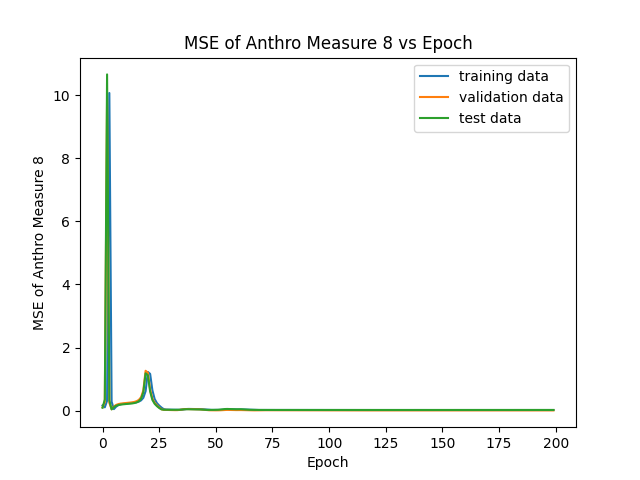 MSE of Anthro Measure 8 vs Epoch
training data
validation data
test data
MSE of Anthro Measure 8
10
8
6
4
2
0
0 25 50 75 100 125 150 175 200
Epoch